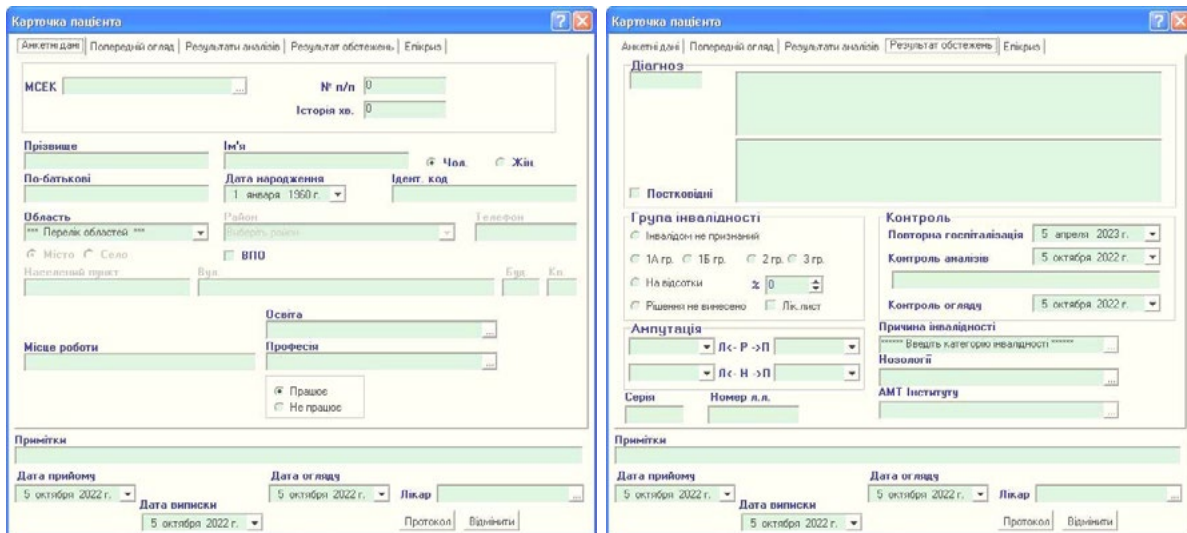 Карточка пацієнта
Анкетні дані Попередній огляд Результати аналізів Результат обстежень Епікриз
МСЕК ... № п/п 0
Історія хв. 0
Прізвище Ім'я
Чол. Жін.
По-батькові Дата народження Ідент. код
1 января 1960 г.
Область Район Телефон
*** Перелік областей *** Виберіть район
Місто Село ВПО
Населений пункт Вул Буд Кв.
Освіта
...
Місце роботи Професія
...
Працює
Не працює
Примітки
Дата прийому Дата огляду
5 октября 2022 г. 5 октября 2022 г. Лікар ...
Дата виписки
5 октября 2022 г. Протокол Відмінити
Карточка пацієнта
Анкетні дані Попередній огляд Результати аналізів Результат обстежень Епікриз
Діагноз
Постковідні
Група інвалідності
Інвалідом не признаний
1А гр. 1Б гр. 2 гр. 3 гр.
На відсотки % 0
Рішення не винесено Лік.лист
Контроль
Повторна госпіталізація 5 апреля 2023 г.
Контроль аналізів 5 октября 2022 г.
Контроль огляду 5 октября 2022 г.
Ампутація
Л<- Р ->П
Л<- Н ->П
Причина інвалідності
****** Введіть категорію інвалідності ****** ...
Нозології
...
АМТ Інституту
...
Серія Номер л.л.
Примітки
Дата прийому Дата огляду
5 октября 2022 г. 5 октября 2022 г. Лікар ...
Дата виписки
5 октября 2022 г. Протокол Відмінити